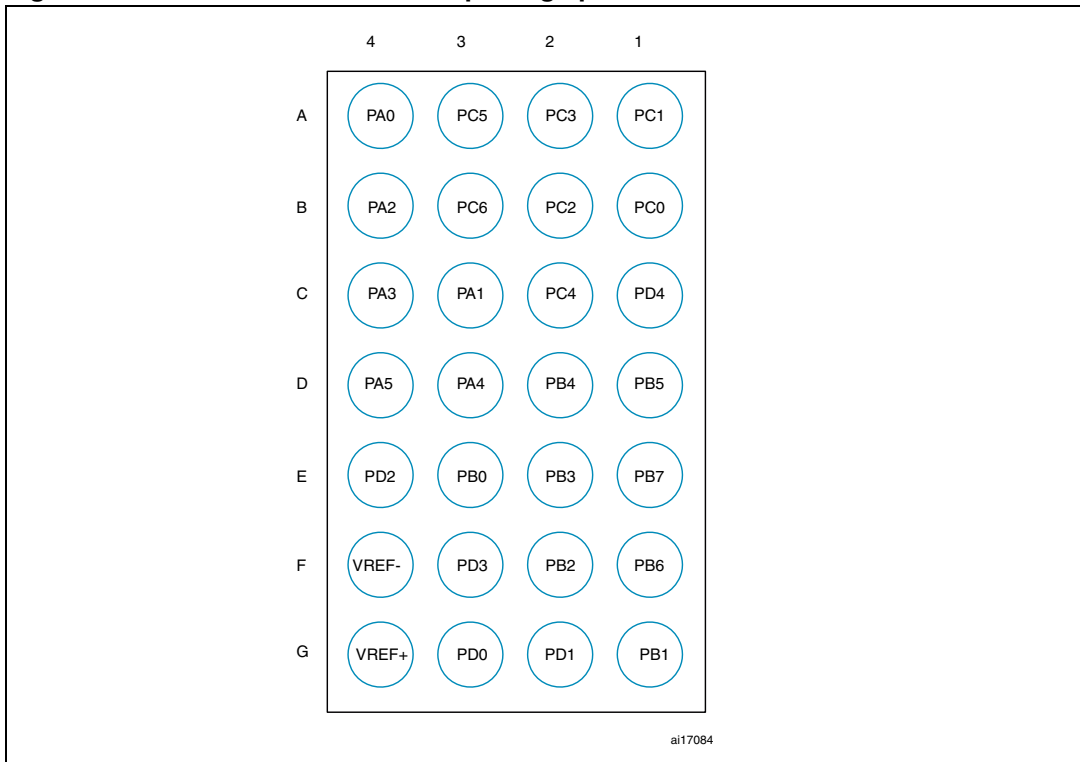 4 3 2 1
A PA0 PC5 PC3 PC1
B PA2 PC6 PC2 PC0
C PA3 PA1 PC4 PD4
D PA5 PA4 PB4 PB5
E PD2 PB0 PB3 PB7
F VREF- PD3 PB2 PB6
G VREF+ PD0 PD1 PB1
ai17084